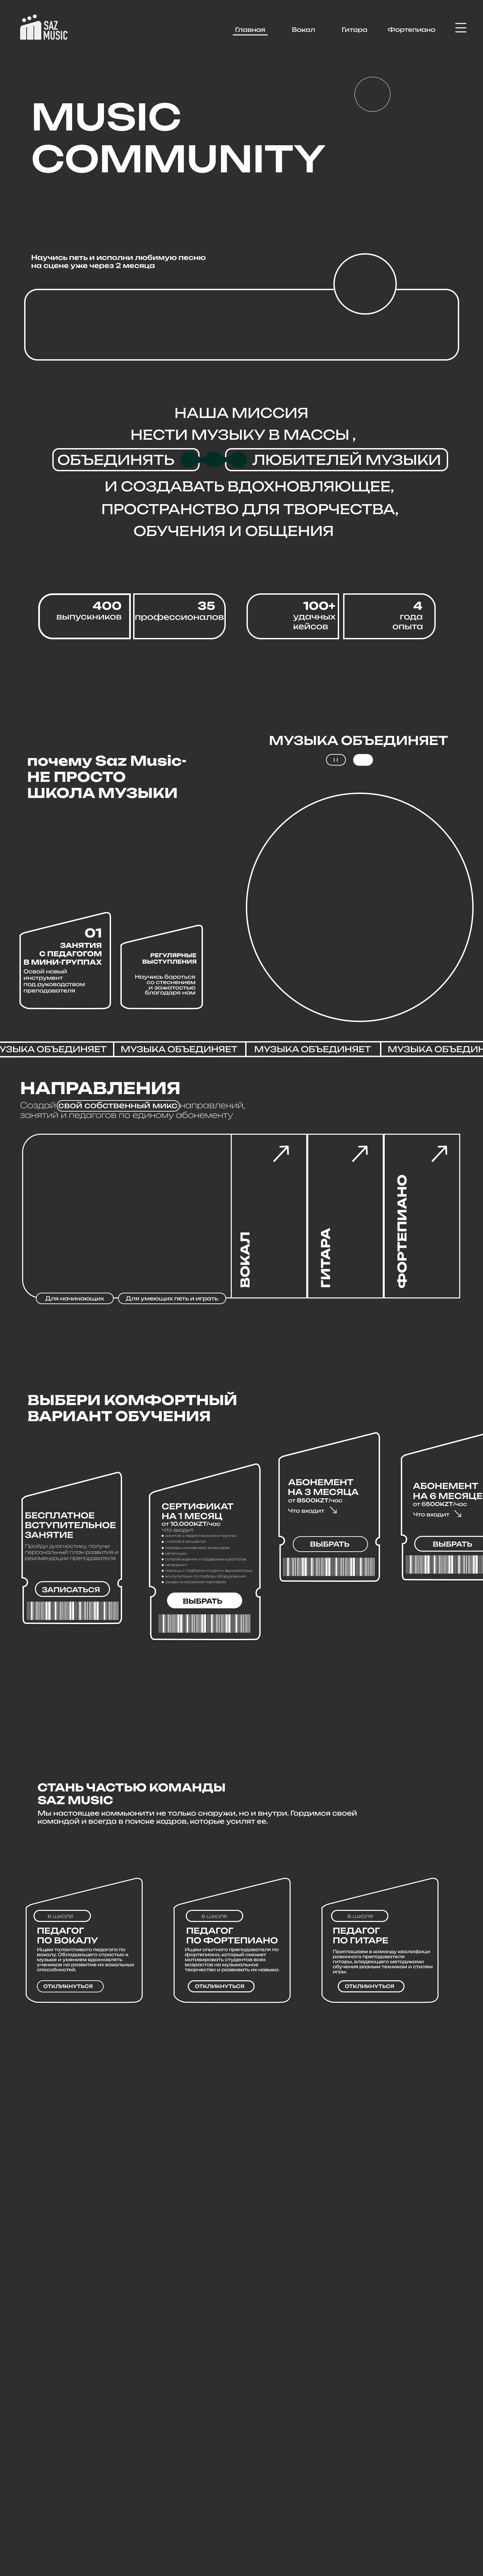 SAZ
MUSIC
Главная
Вокал
Гитара
Фортепиано
MUSIC
COMMUNITY
Научись петь и исполни любимую песню
на сцене уже через 2 месяца
НАША МИССИЯ
НЕСТИ МУЗЫКУ В МАССЫ ,
ОБЪЕДИНЯТЬ ЛЮБИТЕЛЕЙ МУЗЫКИ
И СОЗДАВАТЬ ВДОХНОВЛЯЮЩЕЕ,
ПРОСТРАНСТВО ДЛЯ ТВОРЧЕСТВА,
ОБУЧЕНИЯ И ОБЩЕНИЯ
400
выпускников
35
профессионалов
100+
удачных
кейсов
4
года
опыта
МУЗЫКА ОБЪЕДИНЯЕТ
почему Saz Music-
НЕ ПРОСТО
ШКОЛА МУЗЫКИ
01
ЗАНЯТИЯ
С ПЕДАГОГОМ
В МИНИ-ГРУППАХ
Освой новый
инструмент
под руководством
преподавателя
РЕГУЛЯРНЫЕ
ВЫСТУПЛЕНИЯ
Научись бороться
со стеснением
и зажатостью
благодаря нам
УЗЫКА ОБЪЕДИНЯЕТ
МУЗЫКА ОБЪЕДИНЯЕТ
МУЗЫКА ОБЪЕДИНЯЕТ
МУЗЫКА ОБЪЕДИН
НАПРАВЛЕНИЯ
Создай свой собственный микс направлений,
занятий и педагогов по единому абонементу
ВОКАЛ
ГИТАРА
ФОРТЕПИАНО
Для начинающих
Для умеющих петь и играть
ВЫБЕРИ КОМФОРТНЫЙ
ВАРИАНТ ОБУЧЕНИЯ
БЕСПЛАТНОЕ
ВСТУПИТЕЛЬНОЕ
ЗАНЯТИЕ
Пройди диагностику, получи
персональный план развития и
рекомендации преподавателя
ЗАПИСАТЬСЯ
СЕРТИФИКАТ
НА 1 МЕСЯЦ
от 10.000KZT/час
Что входит
занятия с педагогом в мини-группах
участие в концертах
ВЫБРАТЬ
АБОНЕМЕНТ
НА 3 МЕСЯЦА
от 8500KZT/час
Что входит
ВЫБРАТЬ
АБОНЕМЕНТ
НА 6 МЕСЯЦЕ
от 6500KZT/час
Что входит
ВЫБРАТЬ
СТАНЬ ЧАСТЬЮ КОМАНДЫ
SAZ MUSIC
Мы настоящее коммьюнити не только снаружи, но и внутри. Гордимся своей
командой и всегда в поиске кадров, которые усилят ее.
в школе
ПЕДАГОГ
ПО ВОКАЛУ
Ищем талантливого педагога по
вокалу. Обладающего страстью к
музыке и умением вдохновлять
учеников на развитие их вокальных
способностей.
ОТКЛИКНУТЬСЯ
в школе
ПЕДАГОГ
ПО ФОРТЕПИАНО
Ищем опытного преподавателя по
фортепиано, который сможет
мотивировать студентов всех
возрастов на музыкальное
творчество и развивать их навыки.
ОТКЛИКНУТЬСЯ
в школе
ПЕДАГОГ
ПО ГИТАРЕ
Приглашаем в команду квалифици
рованного преподавателя
гитары, владеющего методиками
обучения разным техникам и стилям
игры.
ОТКЛИКНУТЬСЯ